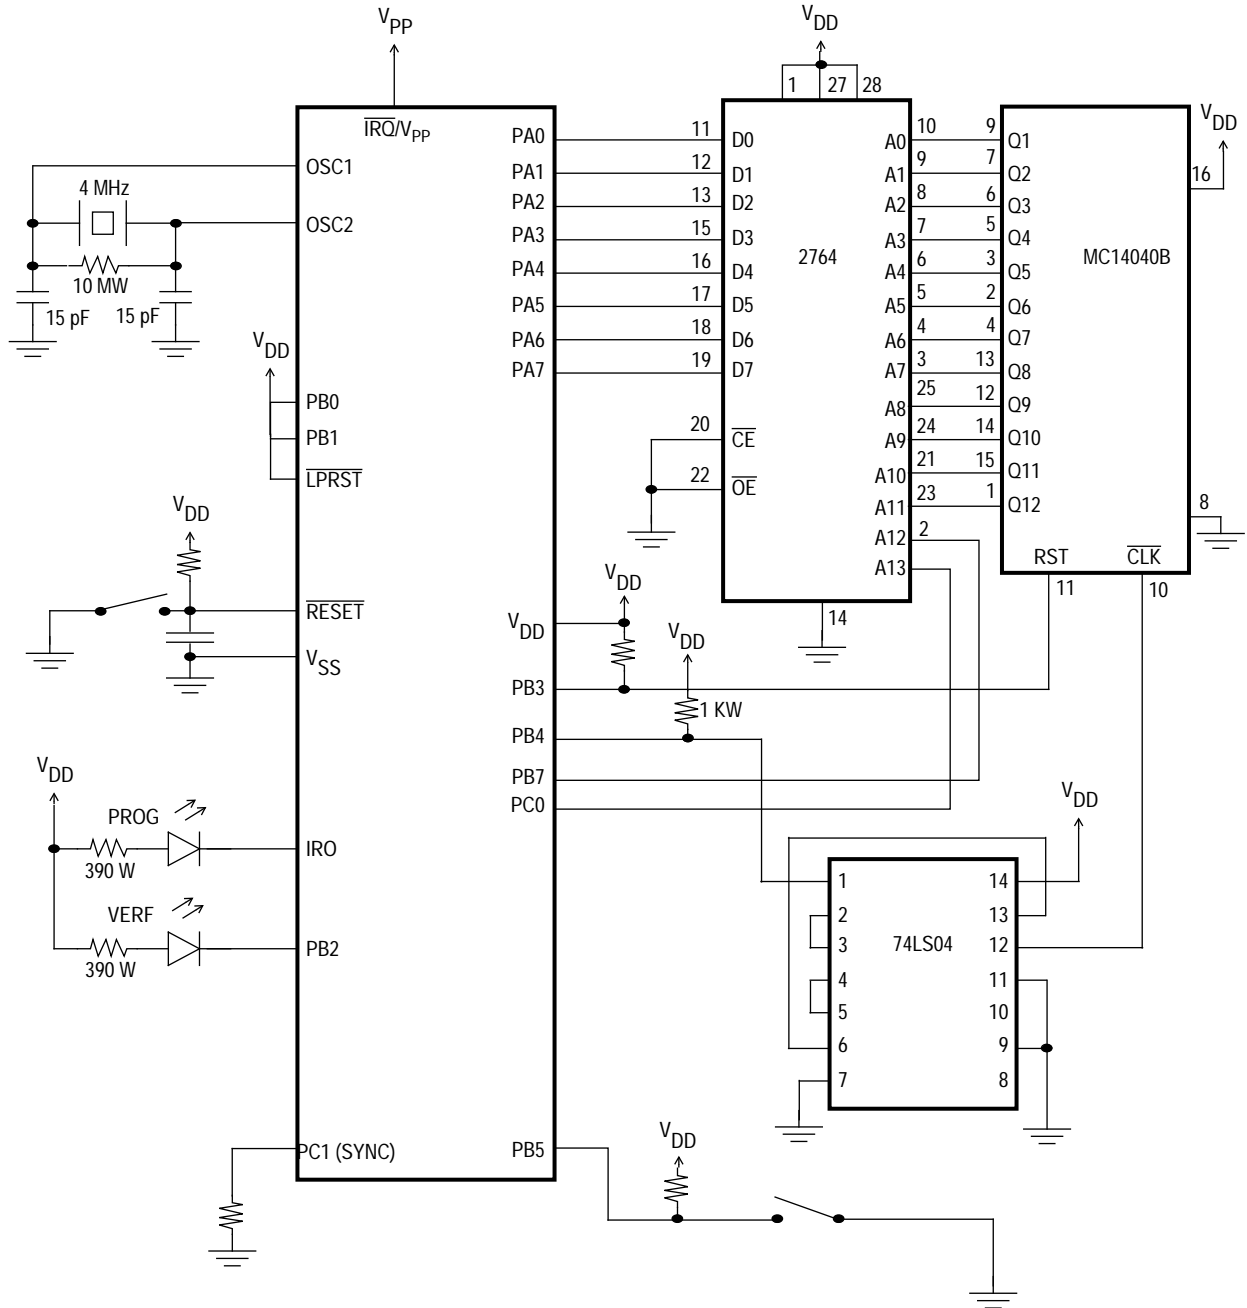 VPP
VDD
1 27 28
IRQ/VPP
OSC1
OSC2
4 MHz
10 MW
15 pF
15 pF
VDD
PB0
PB1
LPRST
VDD
RESET
VSS
VDD
PROG
390 W
IRO
VERF
390 W
PB2
PC1 (SYNC)
PA0 11 D0
PA1 12 D1
PA2 13 D2
PA3 15 D3
PA4 16 D4
PA5 17 D5
PA6 18 D6
PA7 19 D7
20 CE
22 OE
2764
14
A0 10 9 Q1
A1 9 7 Q2
A2 8 6 Q3
A3 7 5 Q4
A4 6 3 Q5
A5 5 2 Q6
A6 4 4 Q7
A7 3 13 Q8
A8 25 12 Q9
A9 24 14 Q10
A10 21 15 Q11
A11 23 1 Q12
A12 2
A13
MC14040B
VDD
16
8
RST
CLK
11
10
VDD
VDD
VDD
1 KW
PB3
PB4
PB7
PC0
VDD
1 14
2 13
3 12
4 11
5 10
6 9
7 8
74LS04
PB5
VDD